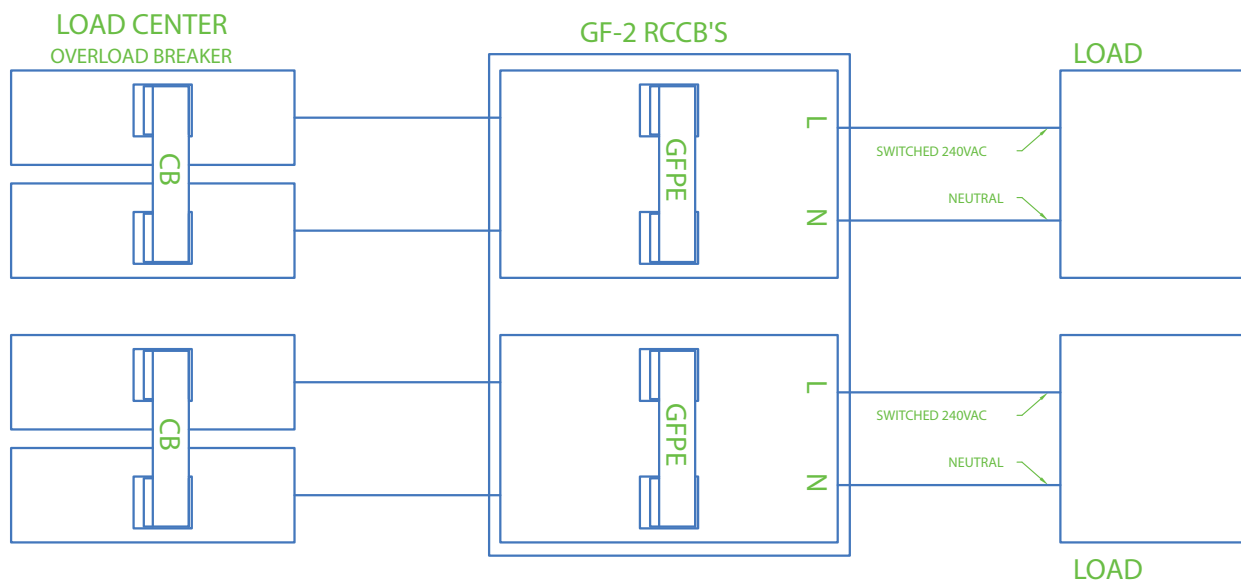 LOAD CENTER
OVERLOAD BREAKER
GF-2 RCCB'S
LOAD
CB
GFPE
L
N
SWITCHED 240VAC
NEUTRAL
CB
GFPE
L
N
SWITCHED 240VAC
NEUTRAL
LOAD